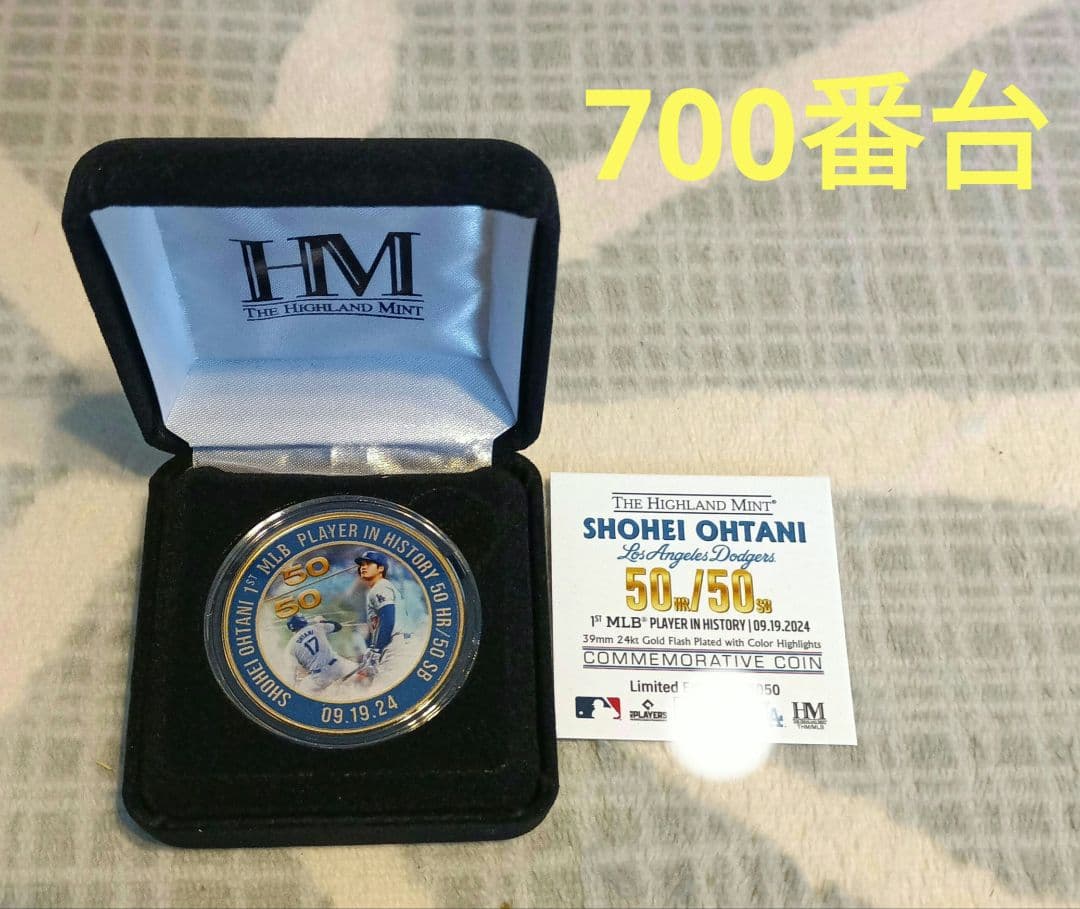 700番台
HM
THE HIGHLAND MINT
SHOHEI OHTANI 1ST MLB PLAYER IN HISTORY 50 HR/50 SB
50
50
OHTANI
17
09.19.24
THE HIGHLAND MINT®
SHOHEI OHTANI
Los Angeles Dodgers
50HR/50SB
1ST MLB® PLAYER IN HISTORY | 09.19.2024
39mm 24kt Gold Flash Plated with Color Highlights
COMMEMORATIVE COIN
Limited 050
PLAYERS
LA
HM